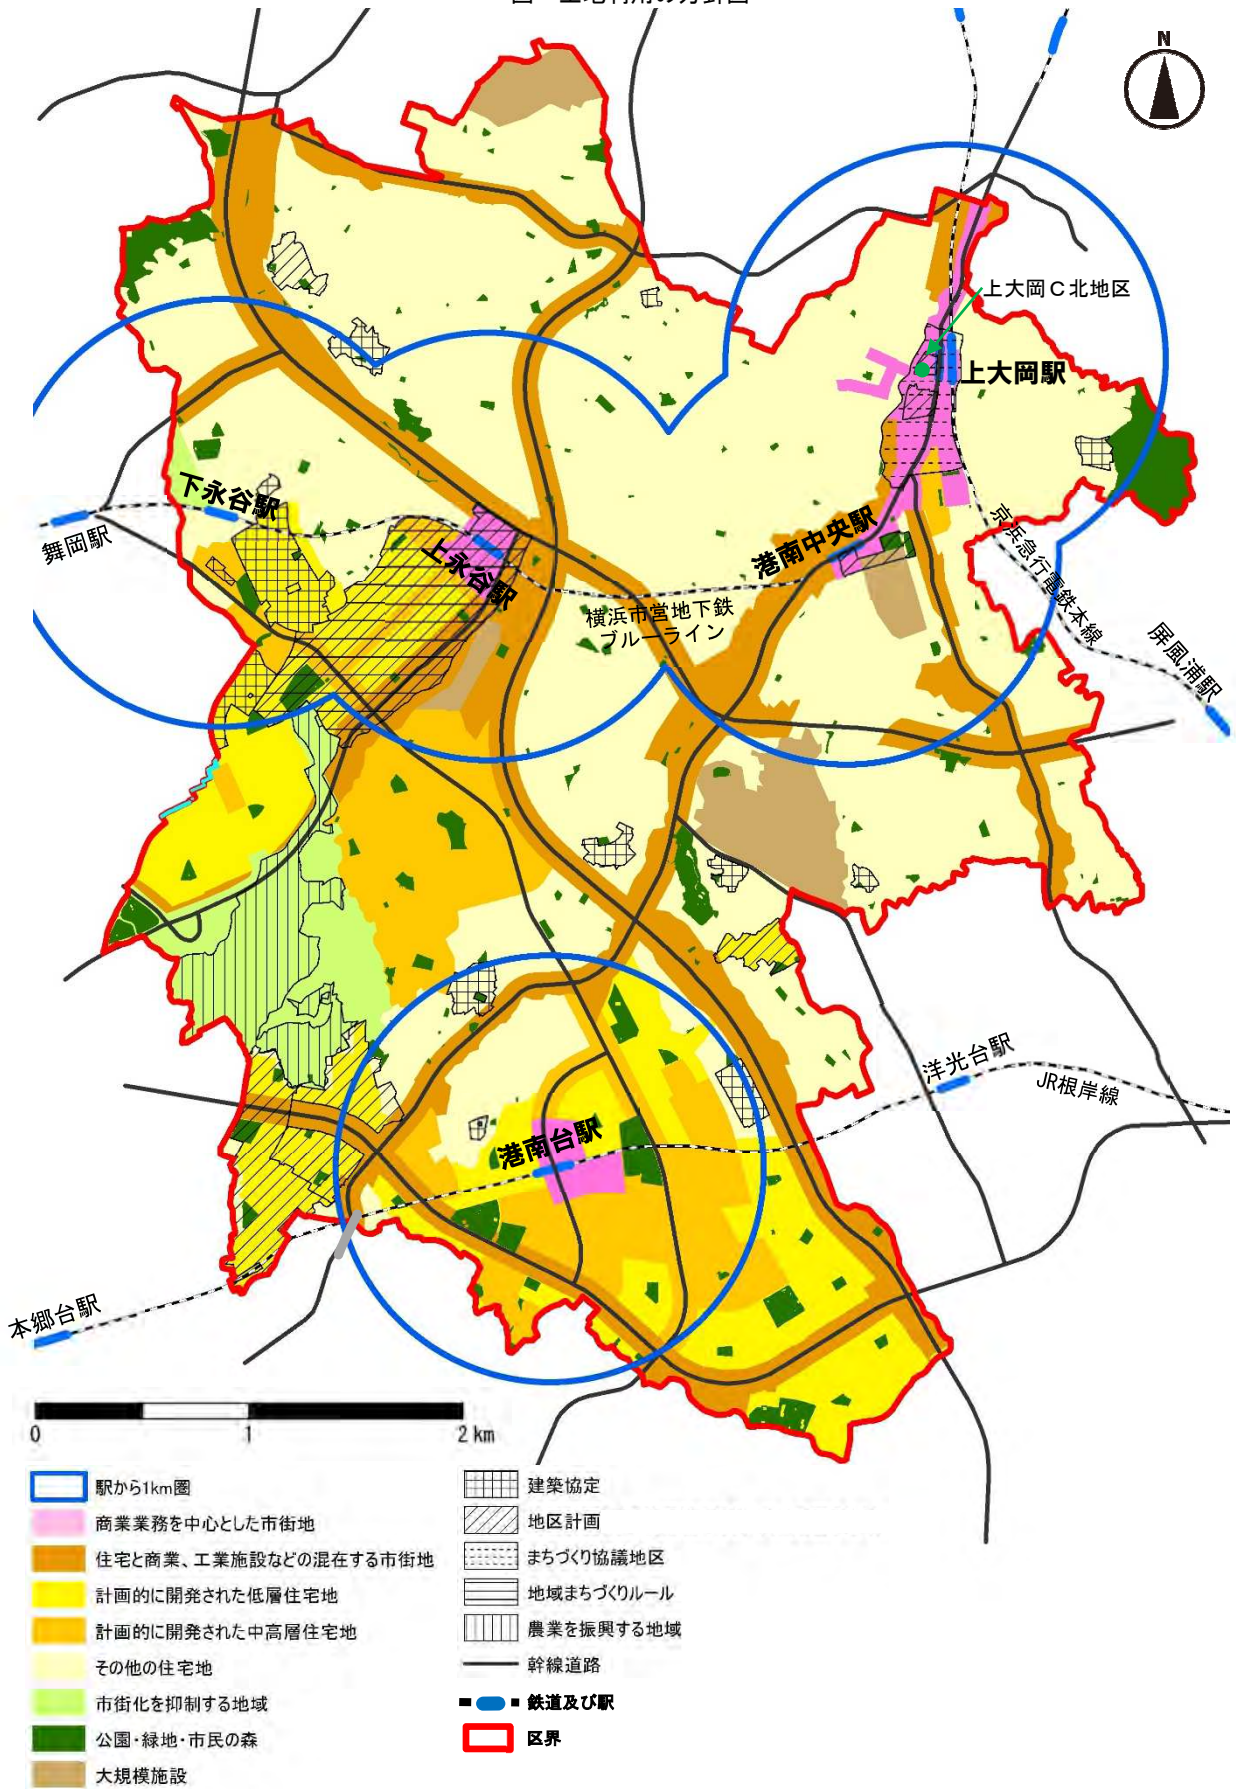 図 土地利用の方針図
N
上大岡C北地区
上大岡駅
下永谷駅
舞岡駅
上永谷駅
港南中央駅
京浜急行電鉄本線
横浜市営地下鉄
ブルーライン
屏風浦駅
洋光台駅
JR根岸線
港南台駅
本郷台駅
0 1 2 km
駅から1km圏
商業業務を中心とした市街地
住宅と商業、工業施設などの混在する市街地
計画的に開発された低層住宅地
計画的に開発された中高層住宅地
その他の住宅地
市街化を抑制する地域
公園・緑地・市民の森
大規模施設
建築協定
地区計画
まちづくり協議地区
地域まちづくりルール
農業を振興する地域
幹線道路
鉄道及び駅
区界